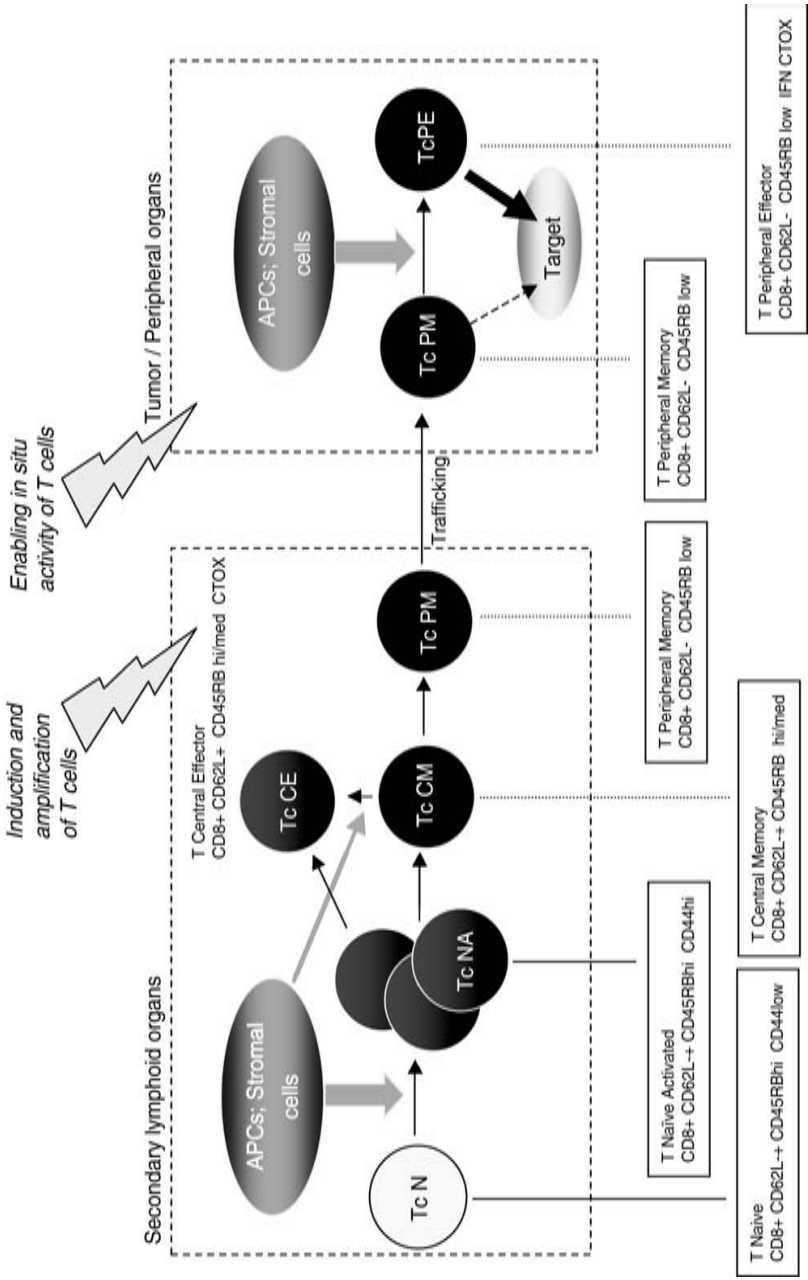 Induction and
amplification
of T cells
Enabling in situ
activity of T cells
Secondary lymphoid organs
Tumor / Peripheral organs
APCs; Stromal
cells
T Central Effector
CD8+ CD62L+ CD45RB hi/med CTOX
Tc CE
APCs; Stromal
cells
Tc N
Tc NA
Tc CM
Tc PM
Trafficking
Tc PM
TcPE
Target
T Naïve
CD8+ CD62L-+ CD45RBhi CD44low
T Naïve Activated
CD8+ CD62L-+ CD45RBhi CD44hi
T Central Memory
CD8+ CD62L-+ CD45RB hi/med
T Peripheral Memory
CD8+ CD62L- CD45RB low
T Peripheral Memory
CD8+ CD62L- CD45RB low
T Peripheral Effector
CD8+ CD62L- CD45RB low IFN CTOX